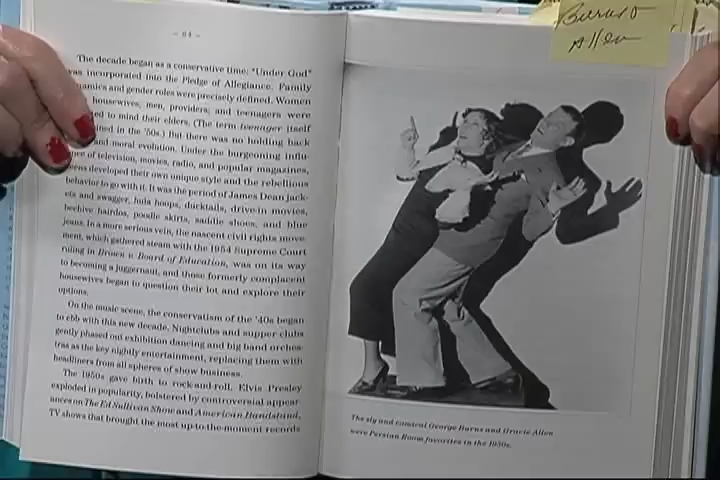 – 64 –
The decade began as a conservative time: "Under God"
was incorporated into the Pledge of Allegiance. Family
amics and gender roles were precisely defined. Women
housewives, men, providers; and teenagers were
ed to mind their elders. (The term teenager itself
ined in the '50s.) But there was no holding back
and moral evolution. Under the burgeoning influ-
ce of television, movies, radio, and popular magazines,
eens developed their own unique style and the rebellious
behavior to go with it. It was the period of James Dean jack-
ets and swagger, hula hoops, ducktails, drive-in movies,
beehive hairdos, poodle skirts, saddle shoes, and blue
jeans. In a more serious vein, the nascent civil rights move-
ment, which gathered steam with the 1954 Supreme Court
ruling in Brown v. Board of Education, was on its way
to becoming a juggernaut, and those formerly complacent
housewives began to question their lot and explore their
options.
On the music scene, the conservatism of the '40s began
to ebb with this new decade. Nightclubs and supper clubs
gently phased out exhibition dancing and big band orches-
tras as the key nightly entertainment, replacing them with
headliners from all spheres of show business.
The 1950s gave birth to rock-and-roll. Elvis Presley
exploded in popularity, bolstered by controversial appear-
ances on The Ed Sullivan Show and American Bandstand,
TV shows that brought the most up-to-the-moment records
Allen
The sly and comical George Burns and Gracie Allen
were Persian Room favorites in the 1950s.